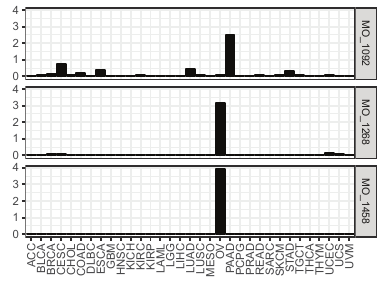 4
3
2
1
0
MO_1092
4
3
2
1
0
MO_1268
4
3
2
1
0
MO_1458
ACC
BLCA
BRCA
CESC
CHOL
COAD
DLBC
ESCA
GBM
HNSC
KICH
KIRC
KIRP
LAML
LGG
LIHC
LUAD
LUSC
MESO
OV
PAAD
PCPG
PRAD
READ
SARC
SKCM
STAD
TGCT
THCA
THYM
UCEC
UCS
UVM